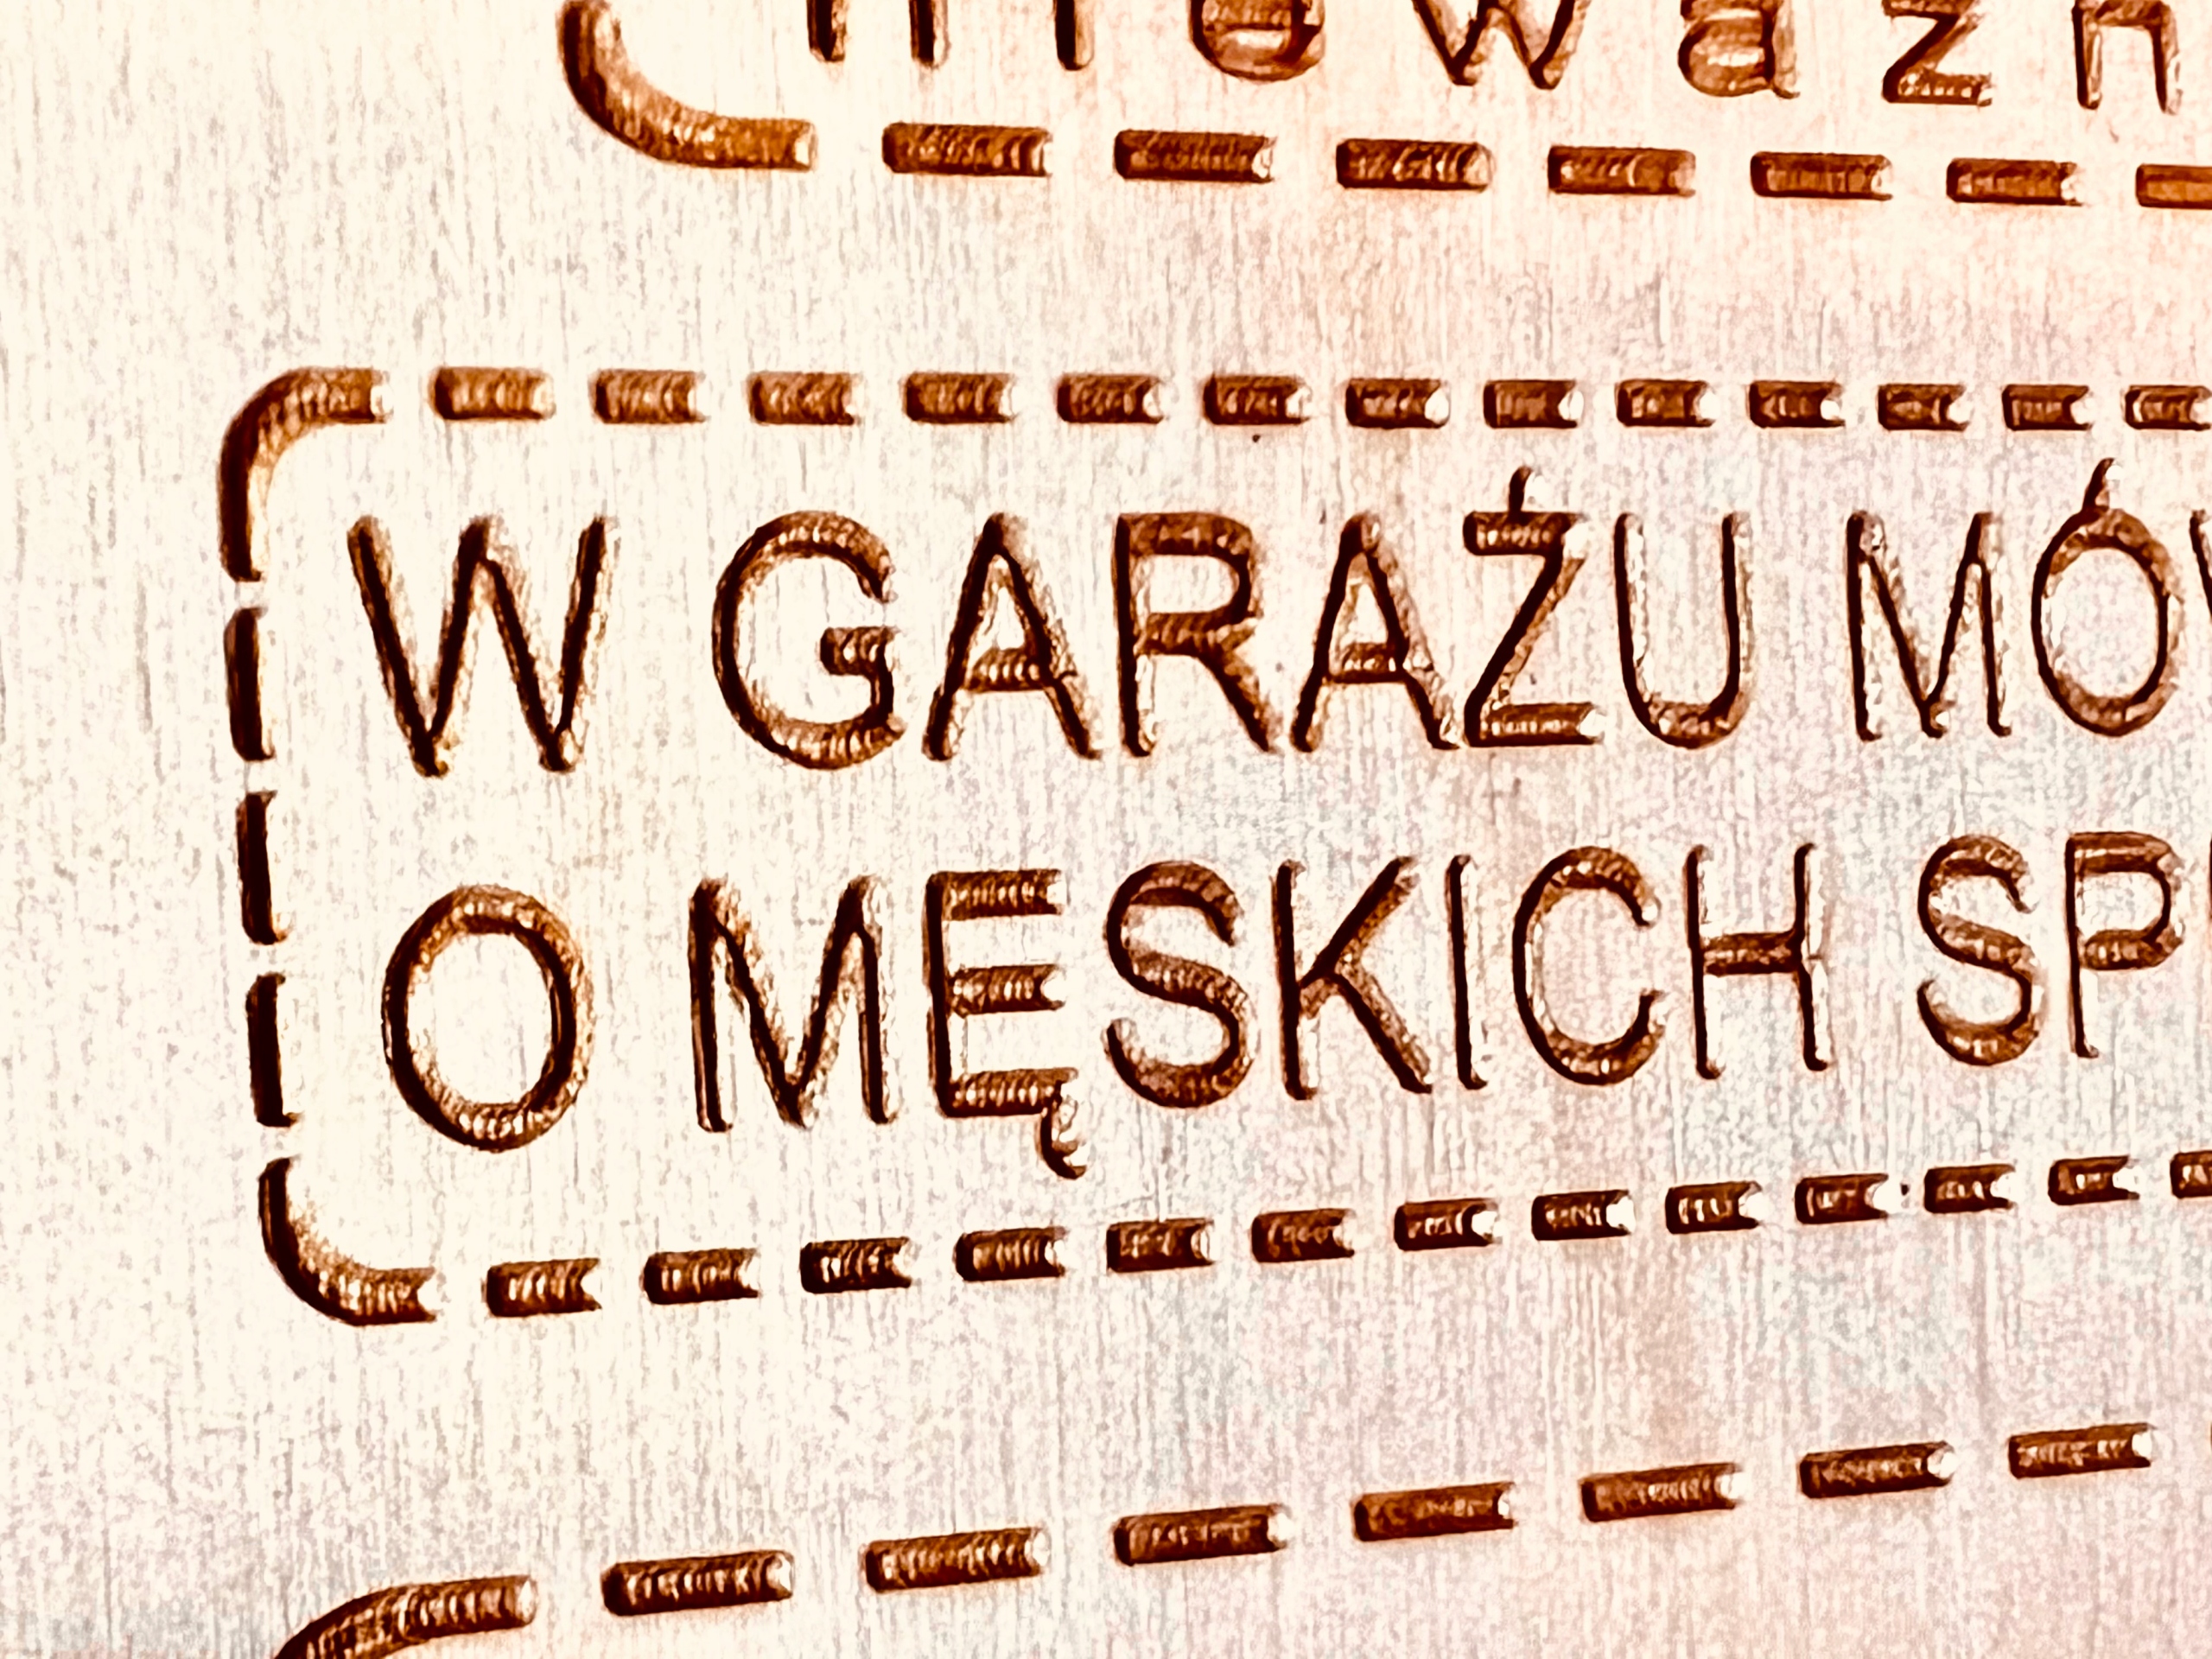 W GARAŻU MÓ
O MĘSKICH SP